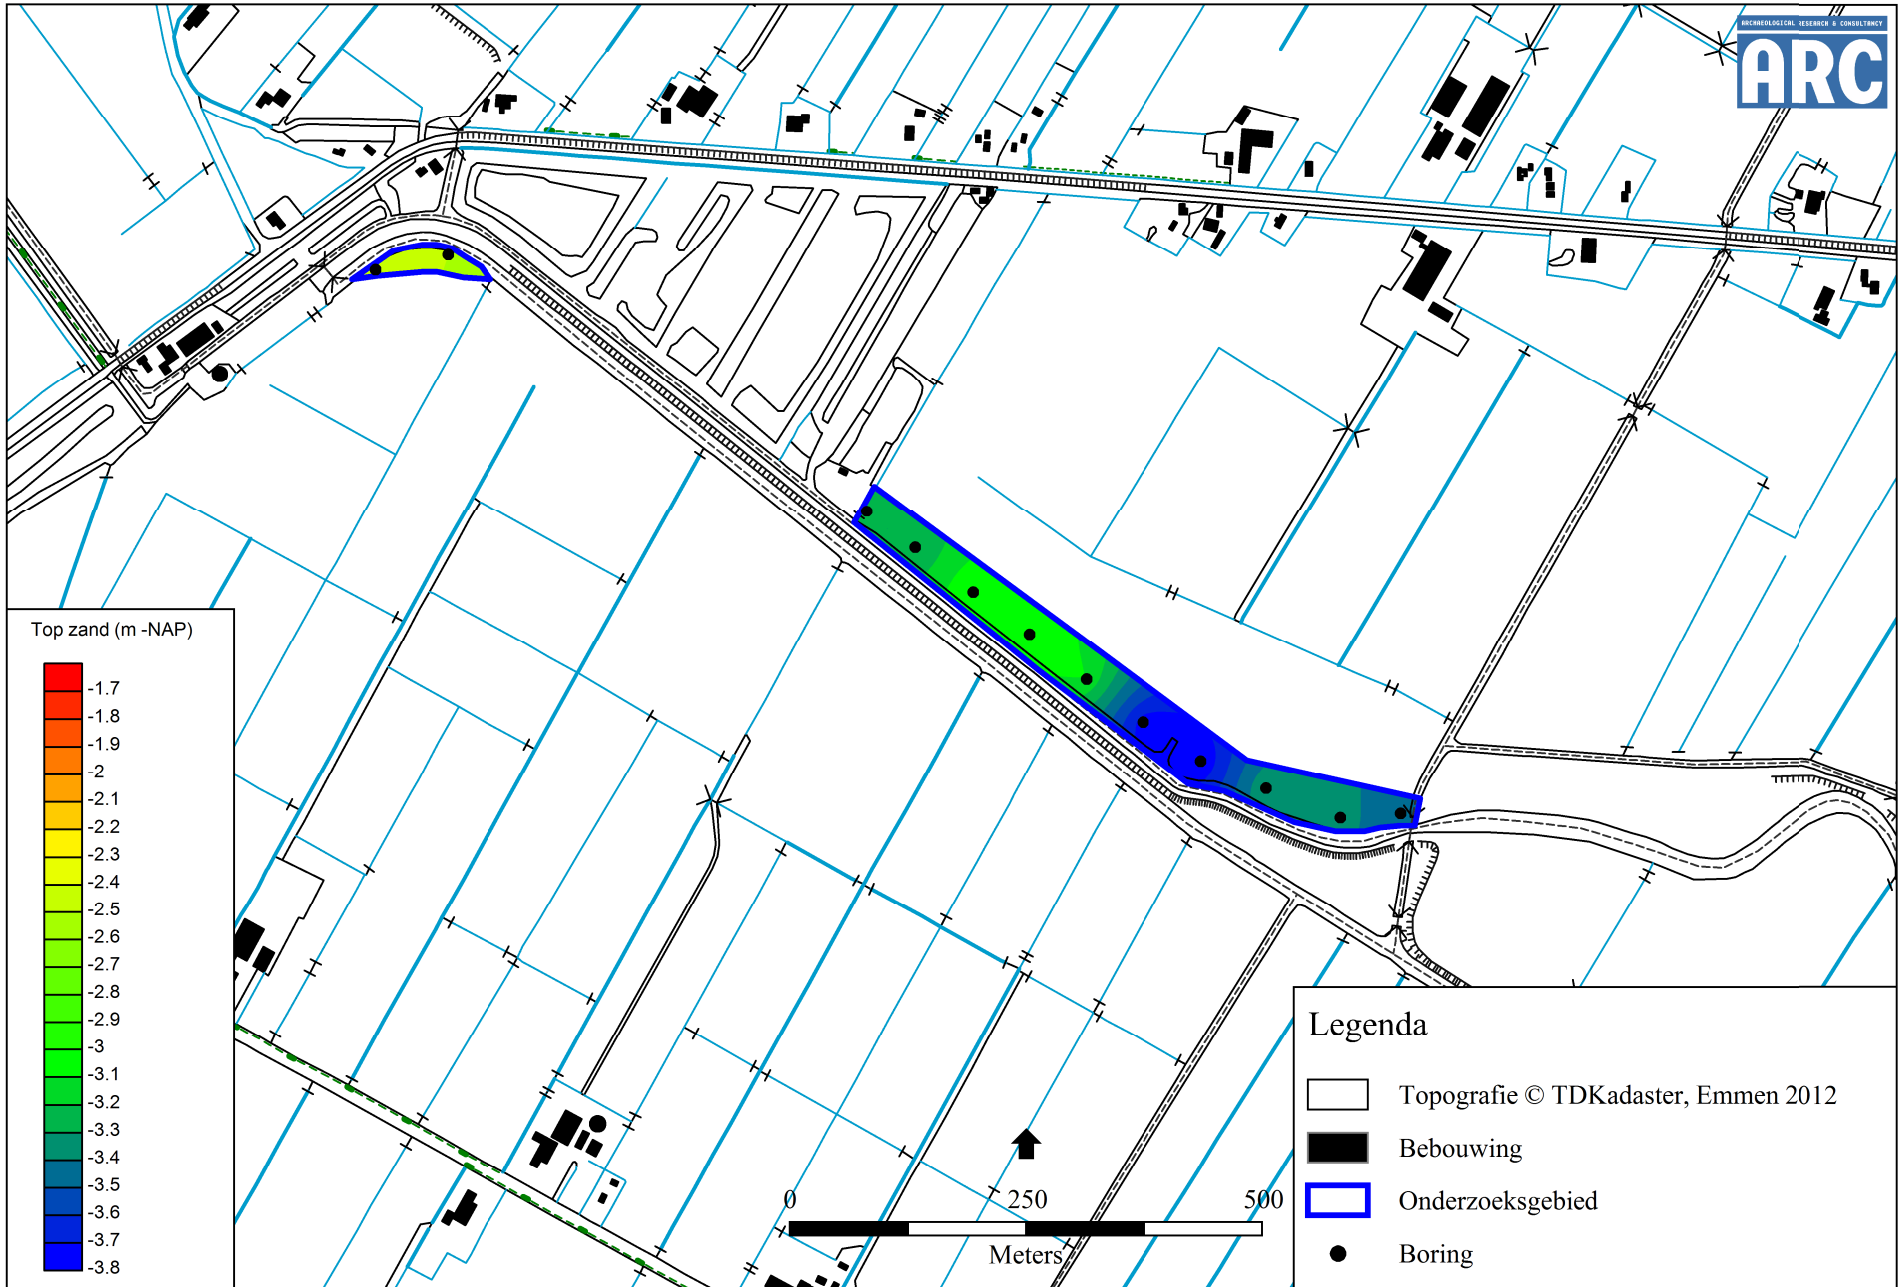 ARCHAEOLOGICAL RESEARCH & CONSULTANCY
ARC
Top zand (m -NAP)
-1.7
-1.8
-1.9
-2
-2.1
-2.2
-2.3
-2.4
-2.5
-2.6
-2.7
-2.8
-2.9
-3
-3.1
-3.2
-3.3
-3.4
-3.5
-3.6
-3.7
-3.8
0 250 500
Meters
Legenda
Topografie © TDKadaster, Emmen 2012
Bebouwing
Onderzoeksgebied
Boring